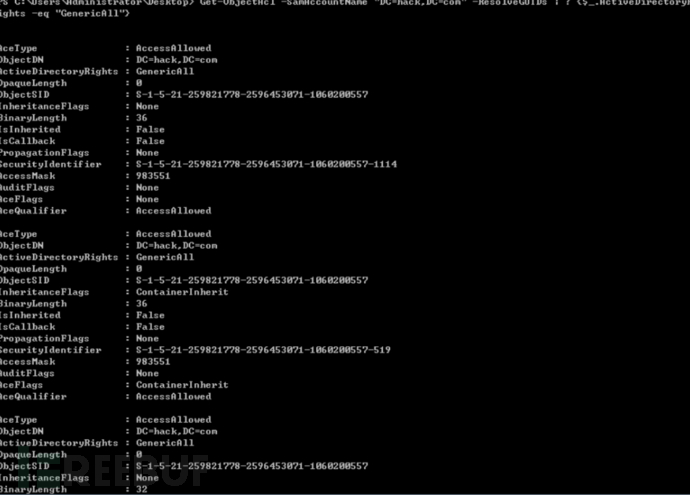 PS C:\Users\Administrator\Desktop> Get-ObjectAcl -SamAccountName "DC=hack,DC=com" -ResolveGUIDs | ? {$_.ActiveDirectoryR
ights -eq "GenericAll"}
AceType : AccessAllowed
ObjectDN : DC=hack,DC=com
ActiveDirectoryRights : GenericAll
OpaqueLength : 0
ObjectSID : S-1-5-21-259821778-2596453071-1060200557
InheritanceFlags : None
BinaryLength : 36
IsInherited : False
IsCallback : False
PropagationFlags : None
SecurityIdentifier : S-1-5-21-259821778-2596453071-1060200557-1114
AccessMask : 983551
AuditFlags : None
AceFlags : None
AceQualifier : AccessAllowed
AceType : AccessAllowed
ObjectDN : DC=hack,DC=com
ActiveDirectoryRights : GenericAll
OpaqueLength : 0
ObjectSID : S-1-5-21-259821778-2596453071-1060200557
InheritanceFlags : ContainerInherit
BinaryLength : 36
IsInherited : False
IsCallback : False
PropagationFlags : None
SecurityIdentifier : S-1-5-21-259821778-2596453071-1060200557-519
AccessMask : 983551
AuditFlags : None
AceFlags : ContainerInherit
AceQualifier : AccessAllowed
AceType : AccessAllowed
ObjectDN : DC=hack,DC=com
ActiveDirectoryRights : GenericAll
OpaqueLength : 0
ObjectSID : S-1-5-21-259821778-2596453071-1060200557
InheritanceFlags : None
BinaryLength : 32
FREEBUF